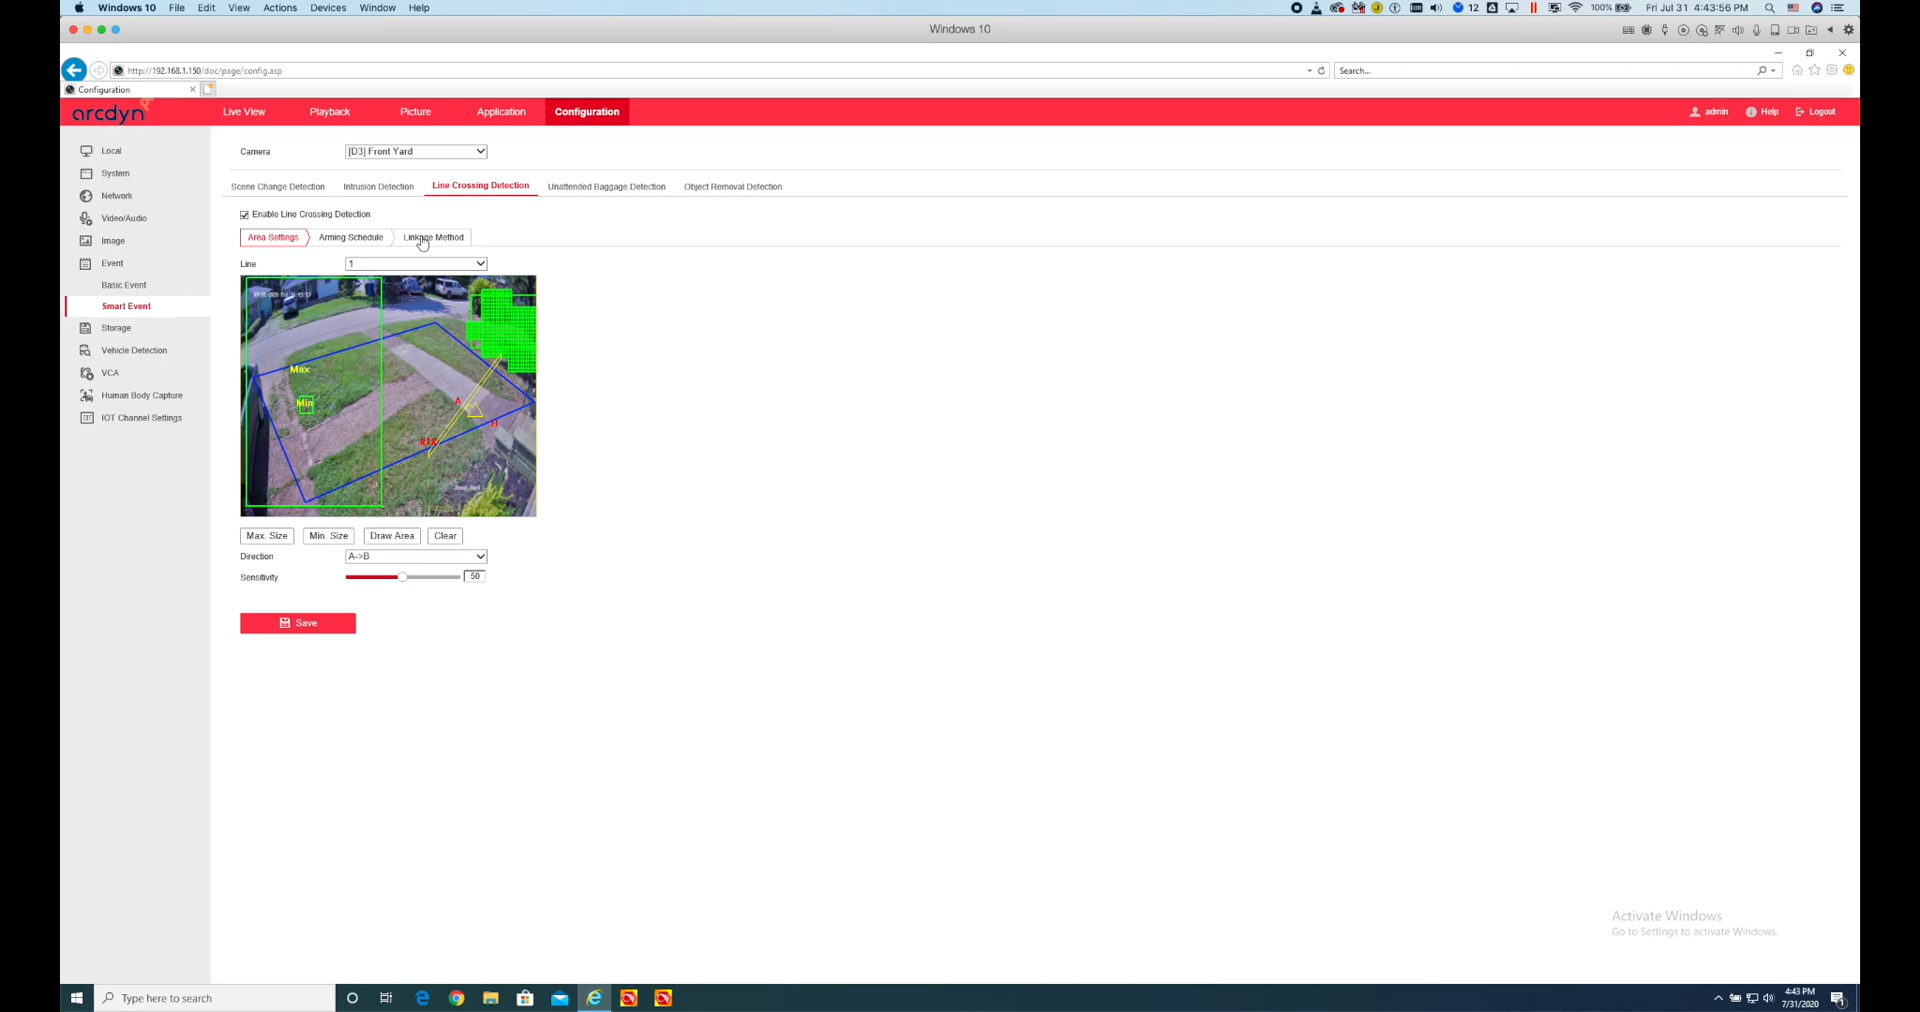 Windows 10 File Edit View Actions Devices Window Help
12 100% Fri Jul 31 4:43:56 PM
Windows 10
http://192.168.1.150/doc/page/config.asp Search...
Configuration
arcdyn Live View Playback Picture Application Configuration admin Help Logout
Local
System
Network
Video/Audio
Image
Event
Basic Event
Smart Event
Storage
Vehicle Detection
VCA
Human Body Capture
IOT Channel Settings
Camera [D3] Front Yard
Scene Change Detection Intrusion Detection Line Crossing Detection Unattended Baggage Detection Object Removal Detection
Enable Line Crossing Detection
Area Settings Arming Schedule Linkage Method
Line 1
Max
Min
A
#1#
Front Yard
Max. Size Min. Size Draw Area Clear
Direction A->B
Sensitivity 50
Save
Activate Windows
Go to Settings to activate Windows.
Type here to search
4:43 PM
7/31/2020
1